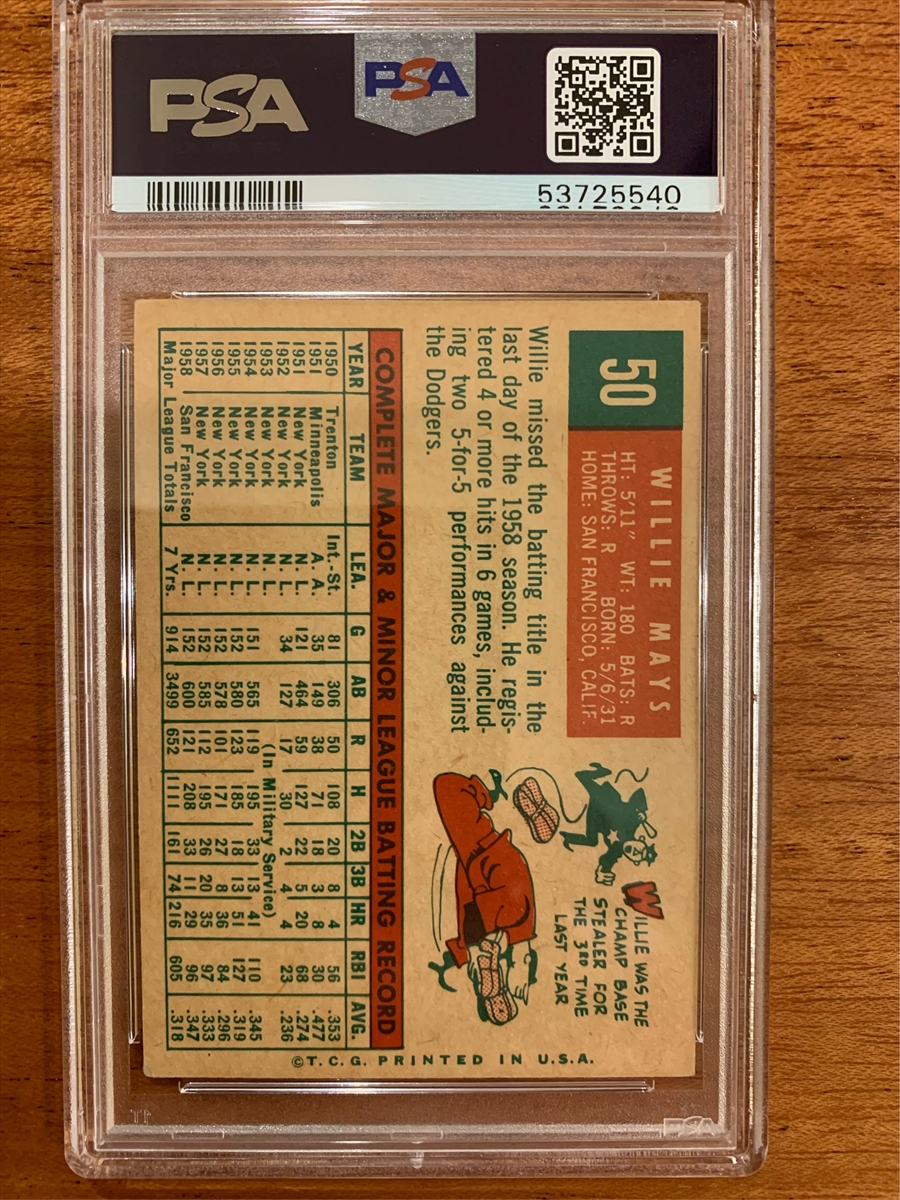 PSA
PSA
53725540
50
WILLIE MAYS
HT: 5'11" WT: 180 BATS: R
THROWS: R BORN: 5/6/31
HOME: SAN FRANCISCO, CALIF.
Willie missed the batting title in the
last day of the 1958 season. He regis-
tered 4 or more hits in 6 games, includ-
ing two 5-for-5 performances against
the Dodgers.
WILLIE WAS THE
CHAMP BASE
STEALER FOR
THE 3RD TIME
LAST YEAR
COMPLETE MAJOR & MINOR LEAGUE BATTING RECORD
YEAR TEAM LEA. G AB R H 2B 3B HR RBI AVG.
1950 Trenton Int.-St. 81 306 50 108 20 8 4 56 .353
1951 Minneapolis A. A. 35 149 38 71 18 3 8 30 .477
1951 New York N. L. 121 464 59 127 22 5 20 68 .274
1952 New York N. L. 34 127 17 30 2 4 4 23 .236
1953 New York N. L. (In Military Service)
1954 New York N. L. 151 565 119 195 33 13 41 110 .345
1955 New York N. L. 152 580 123 185 18 13 51 127 .319
1956 New York N. L. 152 578 101 171 27 8 36 84 .296
1957 New York N. L. 152 585 112 195 26 20 35 97 .333
1958 San Francisco N. L. 152 600 121 208 33 11 29 96 .347
Major League Totals 7 Yrs. 914 3499 652 1111 161 74 216 605 .318
©T.C.G. PRINTED IN U.S.A.
PSA